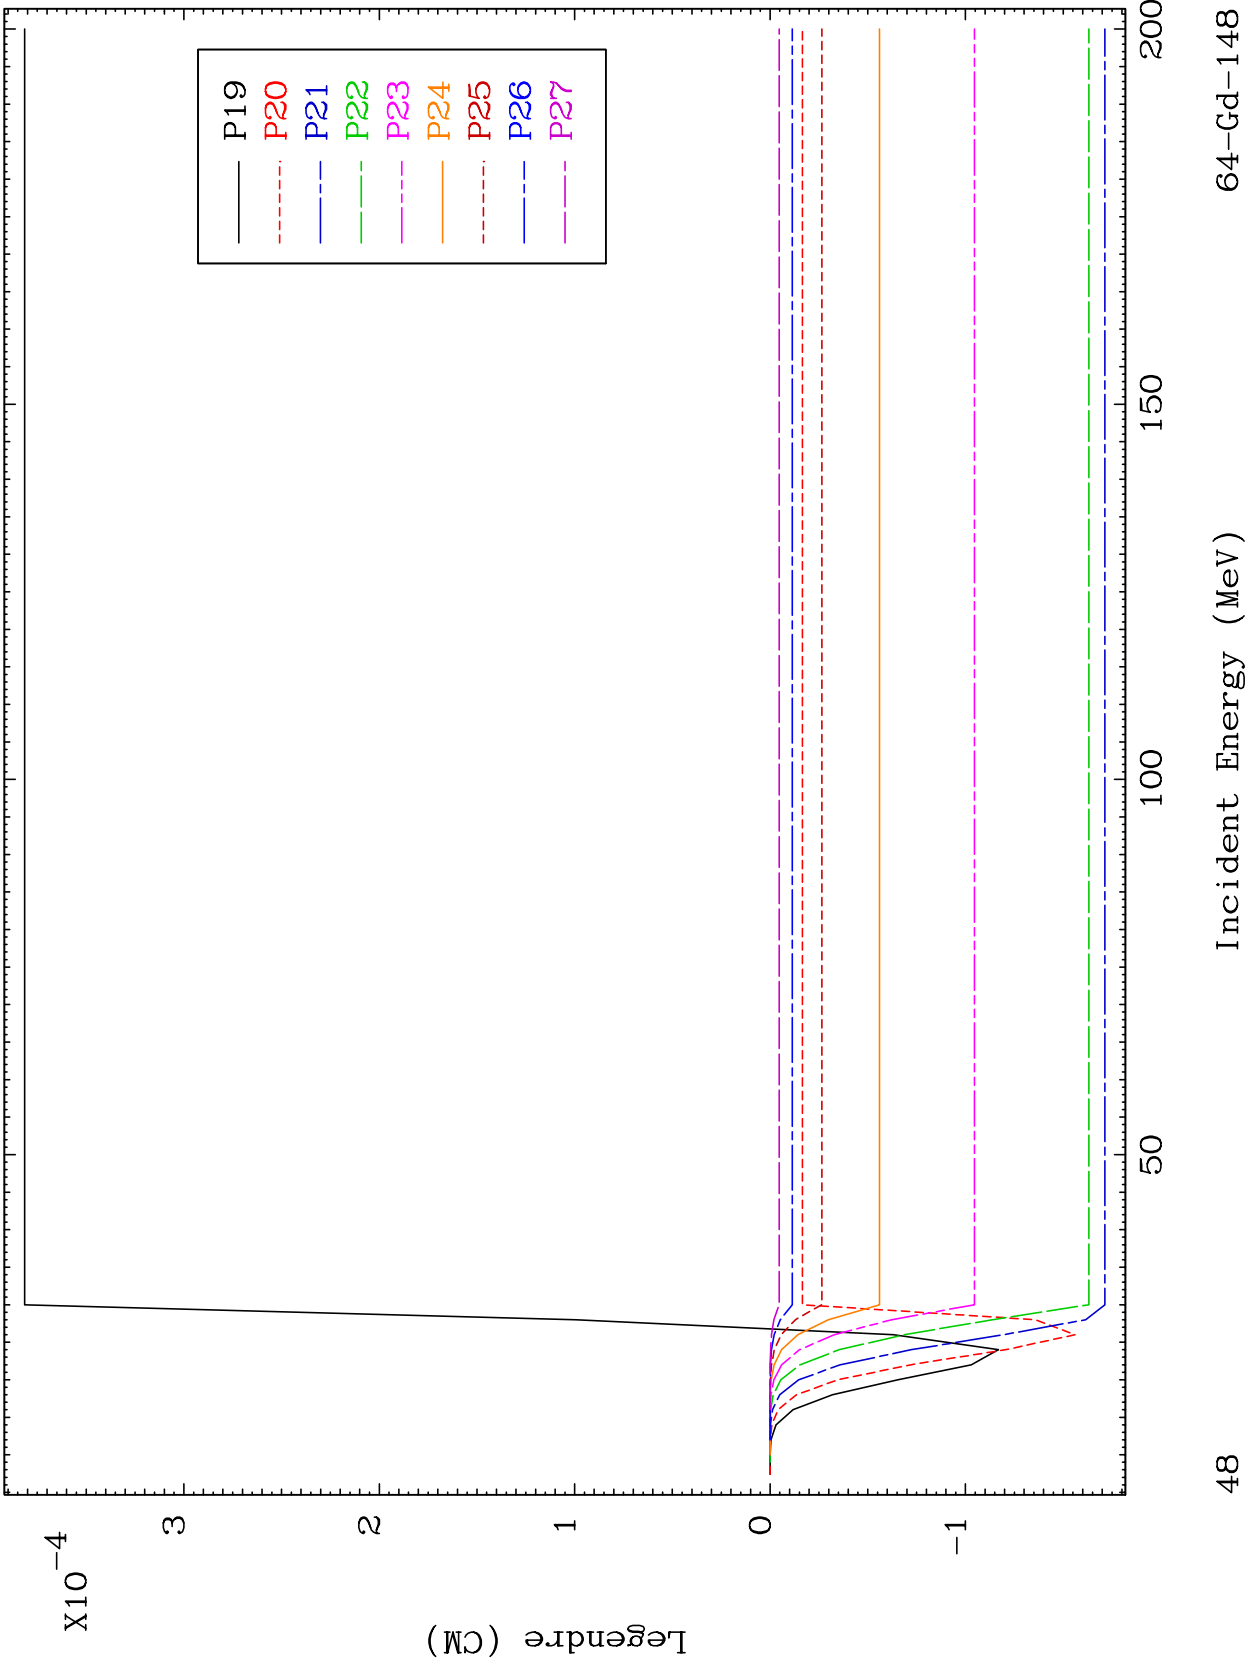 X10⁻⁴
3
2
1
0
-1
Legendre (CM)
P19
P20
P21
P22
P23
P24
P25
P26
P27
50
100
150
200
Incident Energy (MeV)
48
64-Gd-148